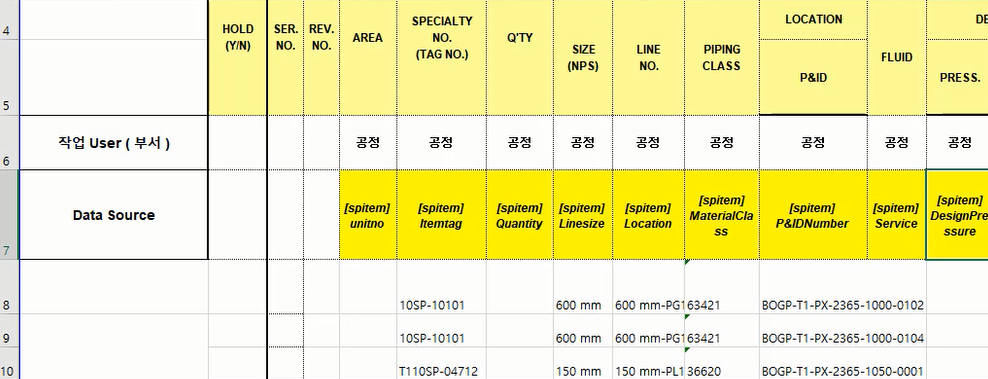 4
HOLD
(Y/N)
SER.
NO.
REV.
NO.
AREA
SPECIALTY
NO.
(TAG NO.)
Q'TY
SIZE
(NPS)
LINE
NO.
PIPING
CLASS
LOCATION
P&ID
FLUID
DE
PRESS.
5
작업 User ( 부서 )
공정
공정
공정
공정
공정
공정
공정
공정
공정
6
Data Source
[spitem]
unitno
[spitem]
Itemtag
[spitem]
Quantity
[spitem]
Linesize
[spitem]
Location
[spitem]
MaterialCla
ss
[spitem]
P&IDNumber
[spitem]
Service
[spitem]
DesignPre
ssure
7
8 10SP-10101 600 mm 600 mm-PG1 63421 BOGP-T1-PX-2365-1000-0102
9 10SP-10101 600 mm 600 mm-PG1 63421 BOGP-T1-PX-2365-1000-0104
10 T110SP-04712 150 mm 150 mm-PL1 36620 BOGP-T1-PX-2365-1050-0001